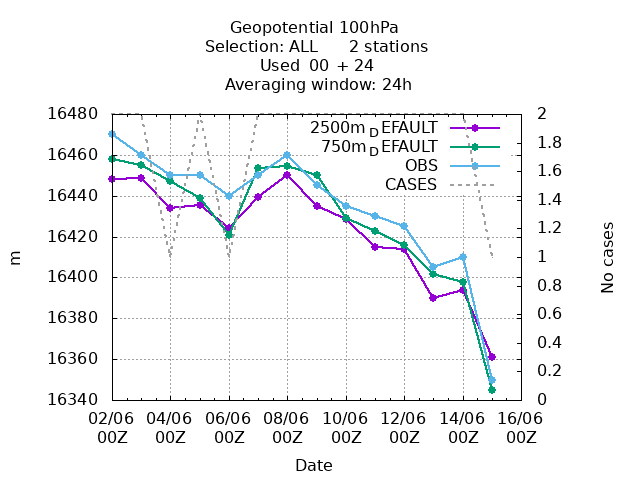 Geopotential 100hPa
Selection: ALL 2 stations
Used 00 + 24
Averaging window: 24h
16480
16460
16440
16420
16400
16380
16360
16340
m
2
1.8
1.6
1.4
1.2
1
0.8
0.6
0.4
0.2
0
No cases
2500m_DEFAULT
750m_DEFAULT
OBS
CASES
02/06 04/06 06/06 08/06 10/06 12/06 14/06 16/06
00Z 00Z 00Z 00Z 00Z 00Z 00Z 00Z
Date